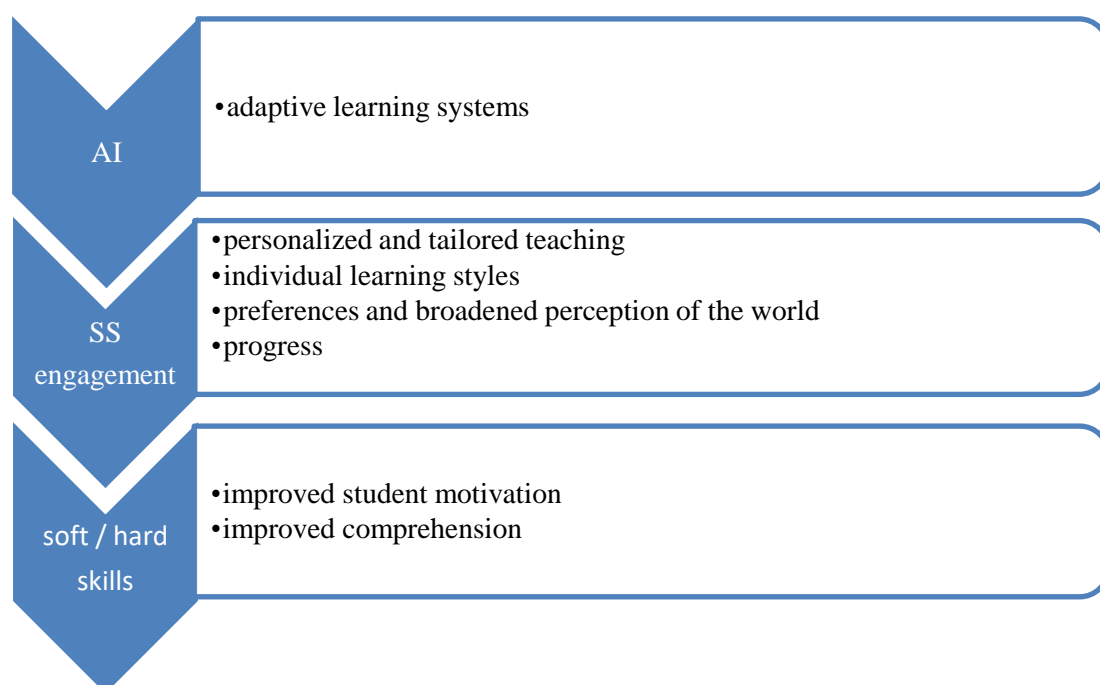 AI
•adaptive learning systems
SS
engagement
•personalized and tailored teaching
•individual learning styles
•preferences and broadened perception of the world
•progress
soft / hard
skills
•improved student motivation
•improved comprehension